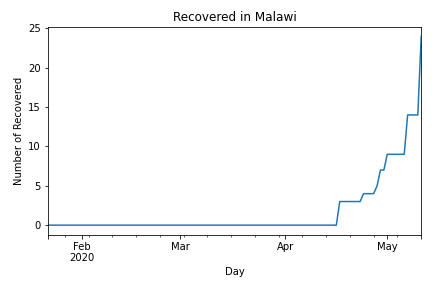 Recovered in Malawi
Number of Recovered
25
20
15
10
5
0
Feb
2020
Mar
Apr
May
Day